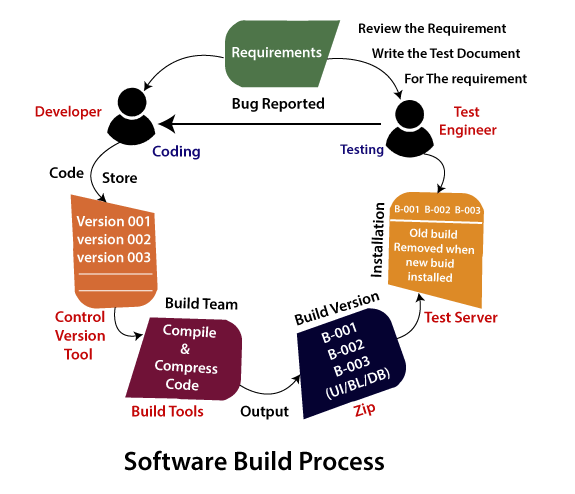 Requirements
Review the Requirement
Write the Test Document
For The requirement
Bug Reported
Developer
Coding
Test
Engineer
Testing
Code
Store
Version 001
version 002
version 003
Control
Version
Tool
Build Team
Compile
&
Compress
Code
Build Tools
Output
Build Version
B-001
B-002
B-003
(UI/BL/DB)
Zip
Installation
B-001 B-002 B-003
Old build
Removed when
new buid
installed
Test Server
Software Build Process